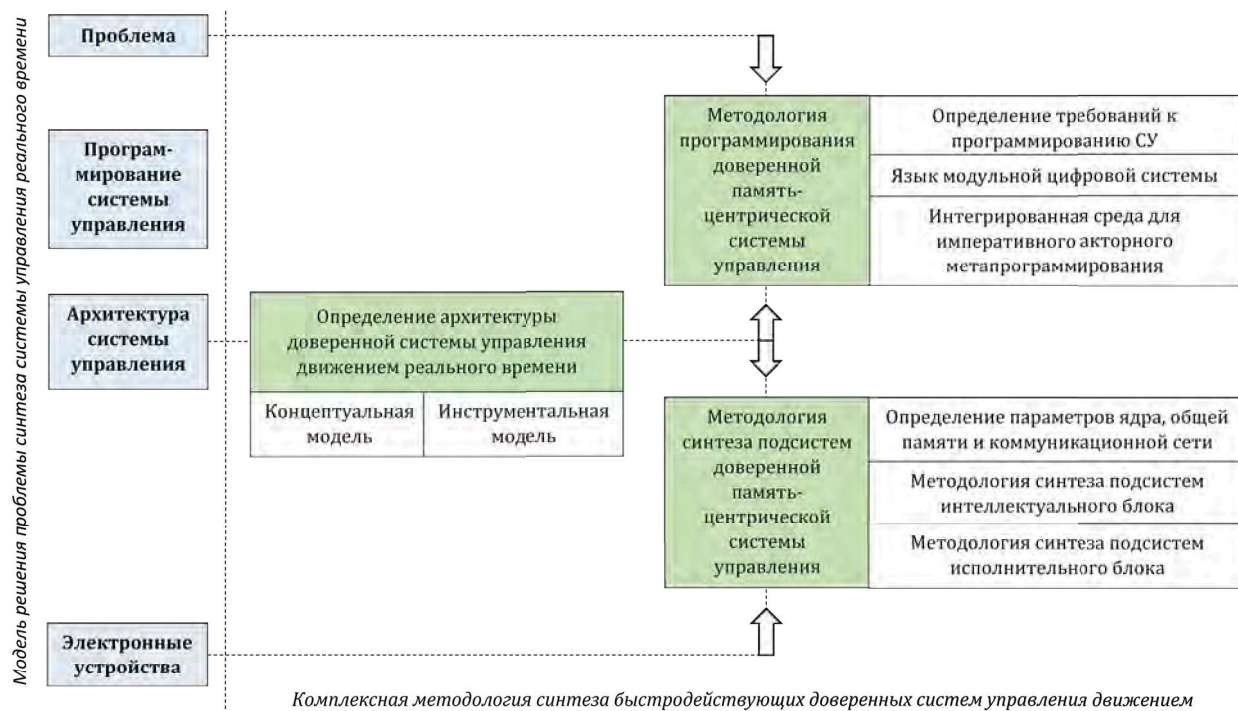 Модель решения проблемы синтеза системы управления реального времени
Проблема
Програм-
мирование
системы
управления
Архитектура
системы
управления
Электронные
устройства
Определение архитектуры
доверенной системы управления
движением реального времени
Концептуальная
модель
Инструментальная
модель
Методология
программирования
доверенной
память-
центрической
системы
управления
Определение требований к
программированию СУ
Язык модульной цифровой системы
Интегрированная среда для
императивного акторного
метапрограммирования
Методология
синтеза подсистем
доверенной
память-
центрической
системы
управления
Определение параметров ядра, общей
памяти и коммуникационной сети
Методология синтеза подсистем
интеллектуального блока
Методология синтеза подсистем
исполнительного блока
Комплексная методология синтеза быстродействующих доверенных систем управления движением